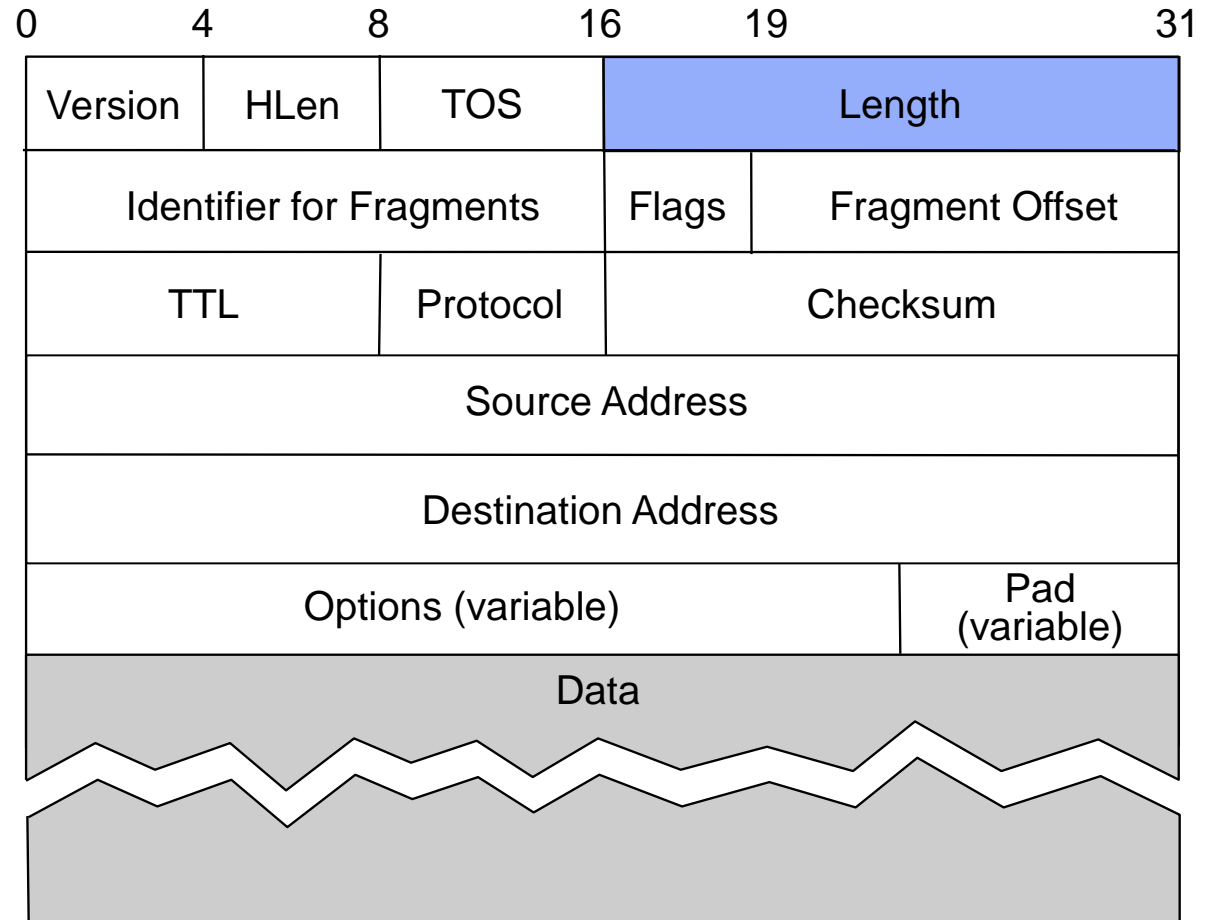 0 4 8 16 19 31
Version HLen TOS Length
Identifier for Fragments Flags Fragment Offset
TTL Protocol Checksum
Source Address
Destination Address
Options (variable) Pad
(variable)
Data